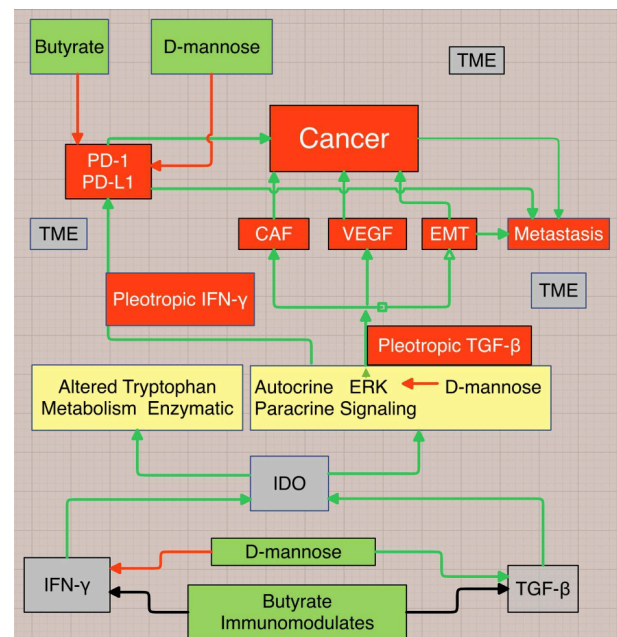 Butyrate
D-mannose
TME
Cancer
PD-1
PD-L1
TME
CAF
VEGF
EMT
Metastasis
TME
Pleotropic IFN-γ
Pleotropic TGF-β
Altered Tryptophan
Metabolism Enzymatic
Autocrine ERK D-mannose
Paracrine Signaling
IDO
D-mannose
IFN-γ
TGF-β
Butyrate
Immunomodulates